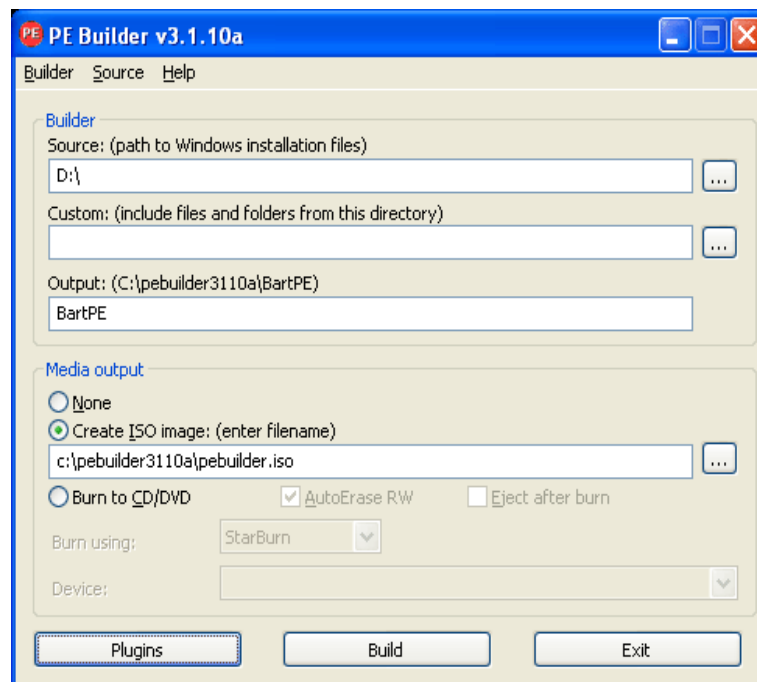 PE PE Builder v3.1.10a
Builder Source Help
Builder
Source: (path to Windows installation files)
D:\
...
Custom: (include files and folders from this directory)
...
Output: (C:\pebuilder3110a\BartPE)
BartPE
Media output
None
Create ISO image: (enter filename)
c:\pebuilder3110a\pebuilder.iso
...
Burn to CD/DVD AutoErase RW Eject after burn
Burn using: StarBurn
Device:
Plugins Build Exit